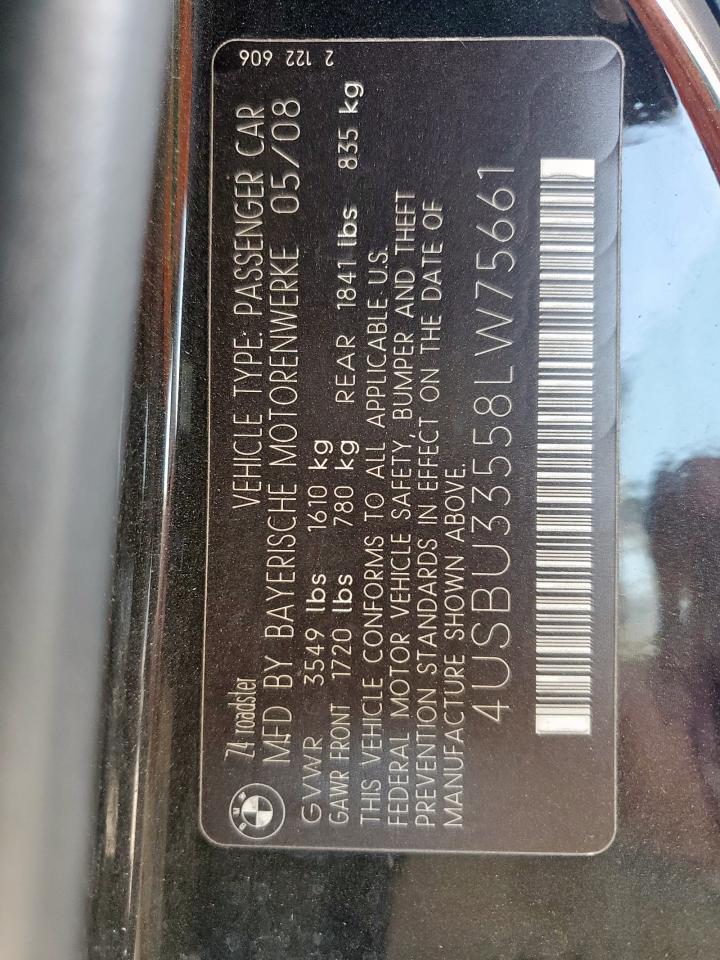 2 122 606
Z4 roadster VEHICLE TYPE: PASSENGER CAR
MFD BY BAYERISCHE MOTORENWERKE 05/08
GVWR 3549 lbs 1610 kg
GAWR FRONT 1720 lbs 780 kg REAR 1841 lbs 835 kg
THIS VEHICLE CONFORMS TO ALL APPLICABLE U.S.
FEDERAL MOTOR VEHICLE SAFETY, BUMPER AND THEFT
PREVENTION STANDARDS IN EFFECT ON THE DATE OF
MANUFACTURE SHOWN ABOVE.
4USBU33558LW75661
BMW